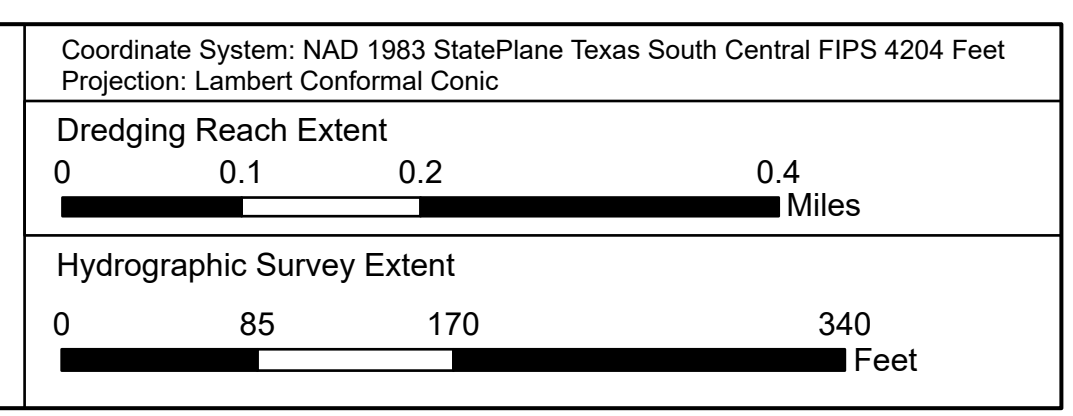 Coordinate System: NAD 1983 StatePlane Texas South Central FIPS 4204 Feet
Projection: Lambert Conformal Conic
Dredging Reach Extent
0 0.1 0.2 0.4
Miles
Hydrographic Survey Extent
0 85 170 340
Feet